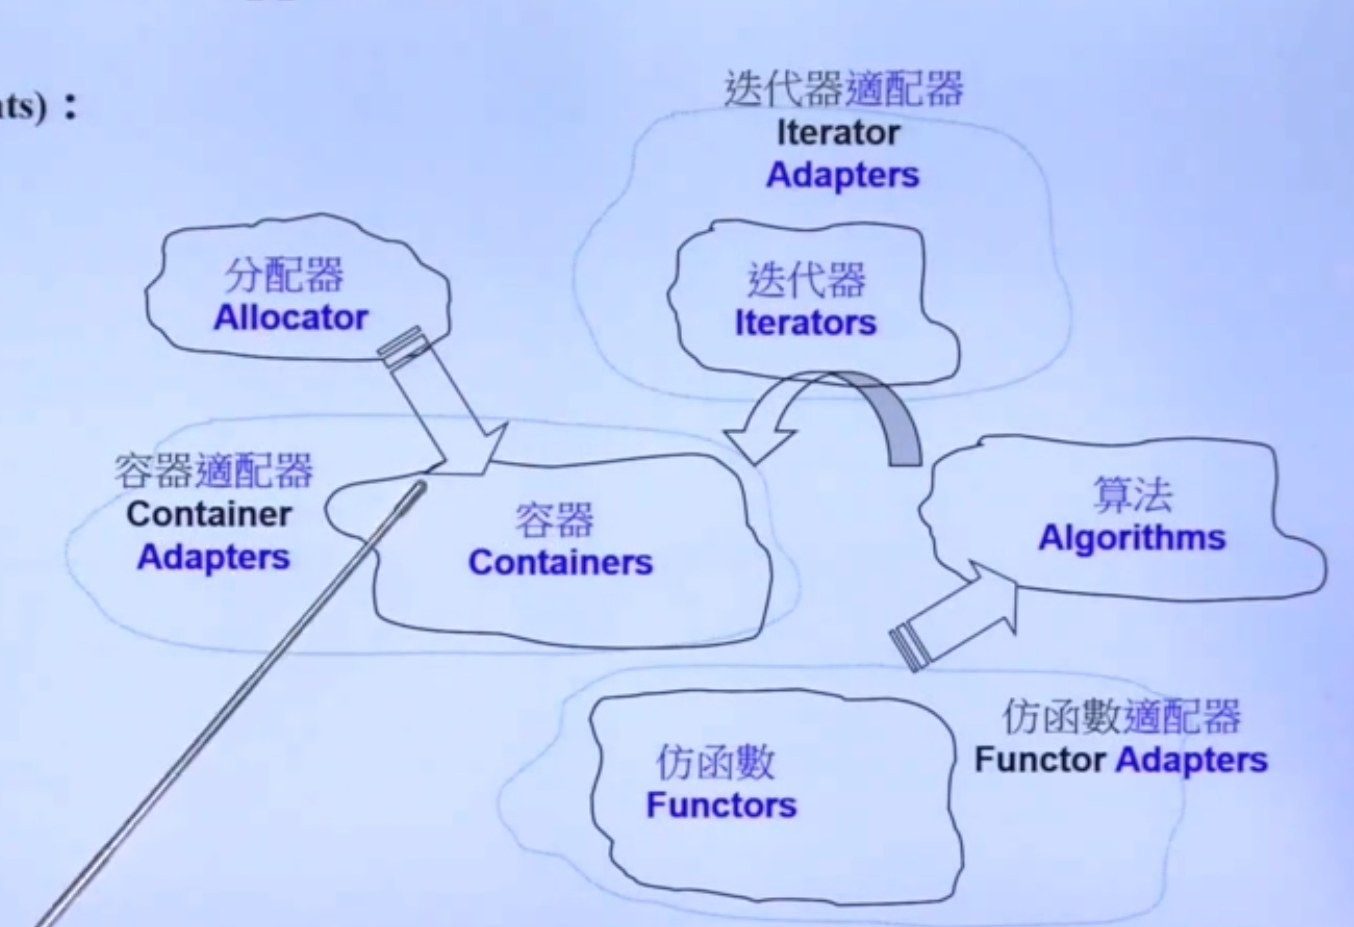 nts)：
迭代器適配器
Iterator
Adapters
分配器
Allocator
迭代器
Iterators
容器適配器
Container
Adapters
容器
Containers
算法
Algorithms
仿函數
Functors
仿函數適配器
Functor Adapters